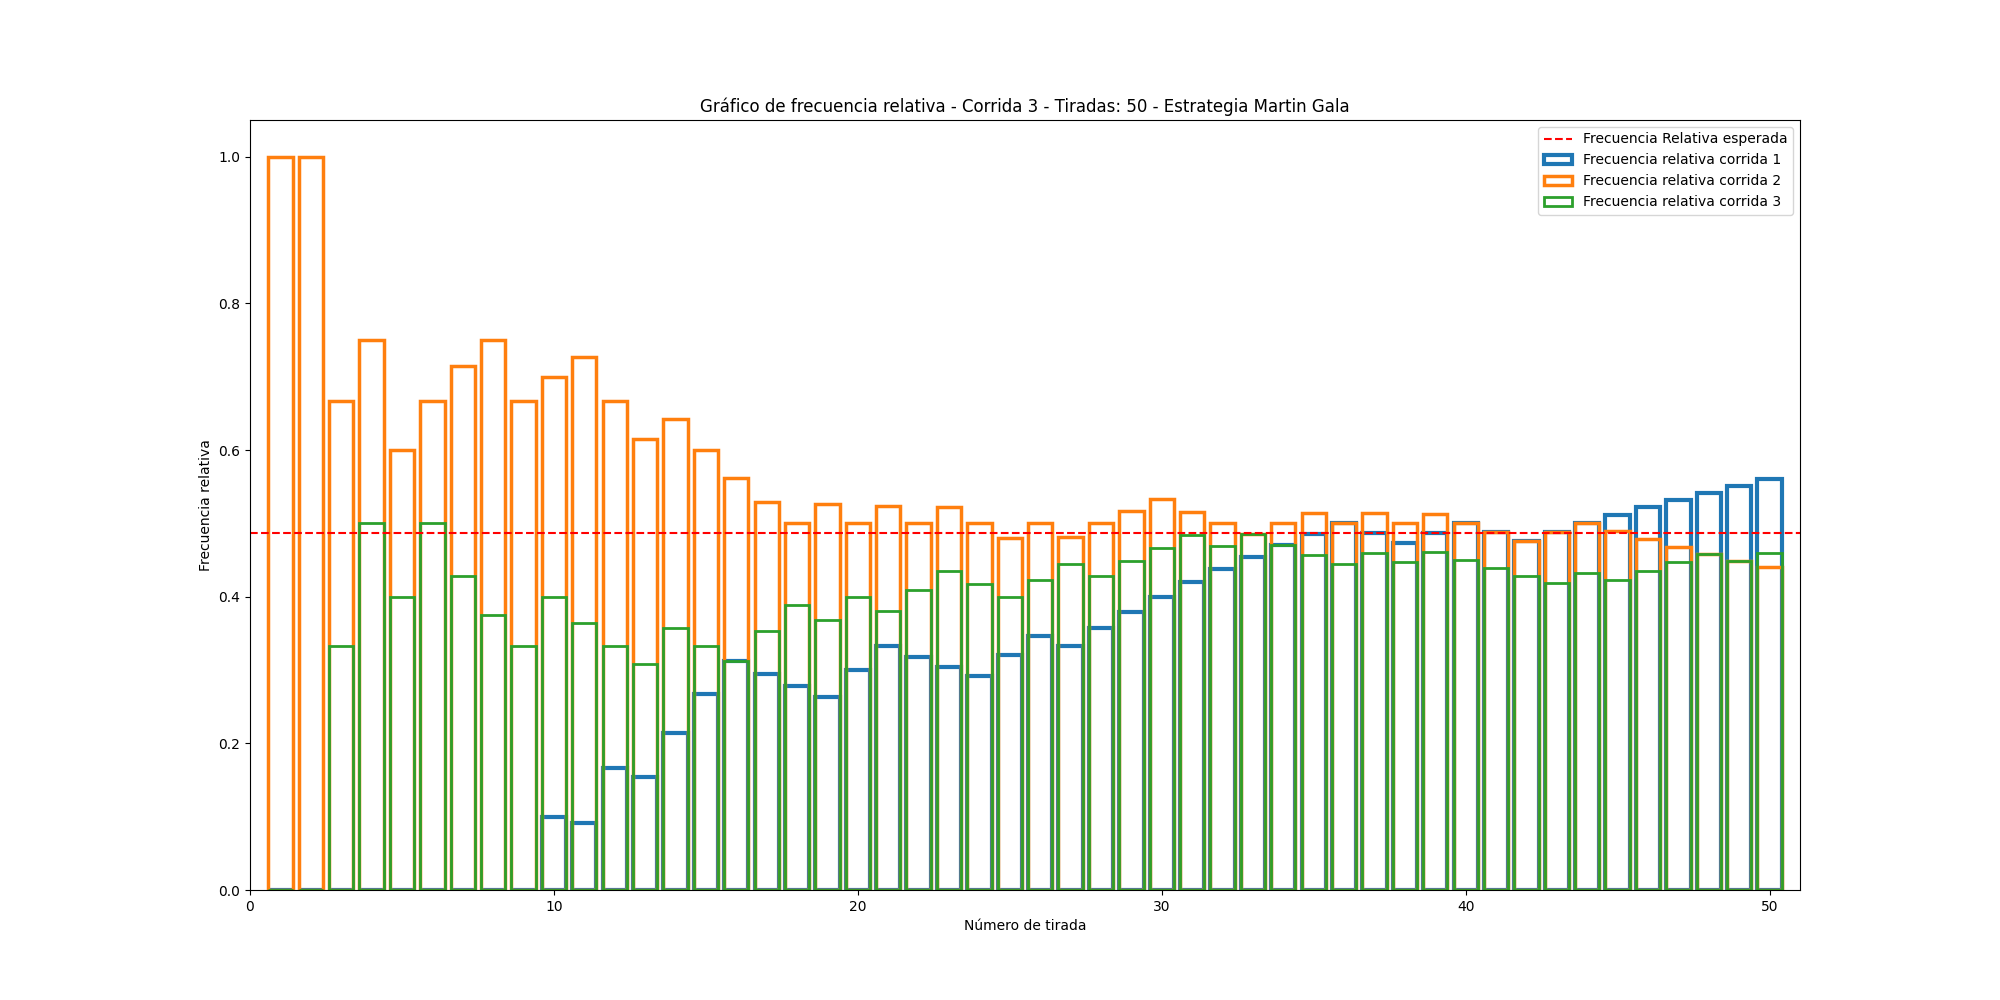 Gráfico de frecuencia relativa - Corrida 3 - Tiradas: 50 - Estrategia Martin Gala
Frecuencia Relativa esperada
Frecuencia relativa corrida 1
Frecuencia relativa corrida 2
Frecuencia relativa corrida 3
Frecuencia relativa
1.0
0.8
0.6
0.4
0.2
0.0
0 10 20 30 40 50
Número de tirada